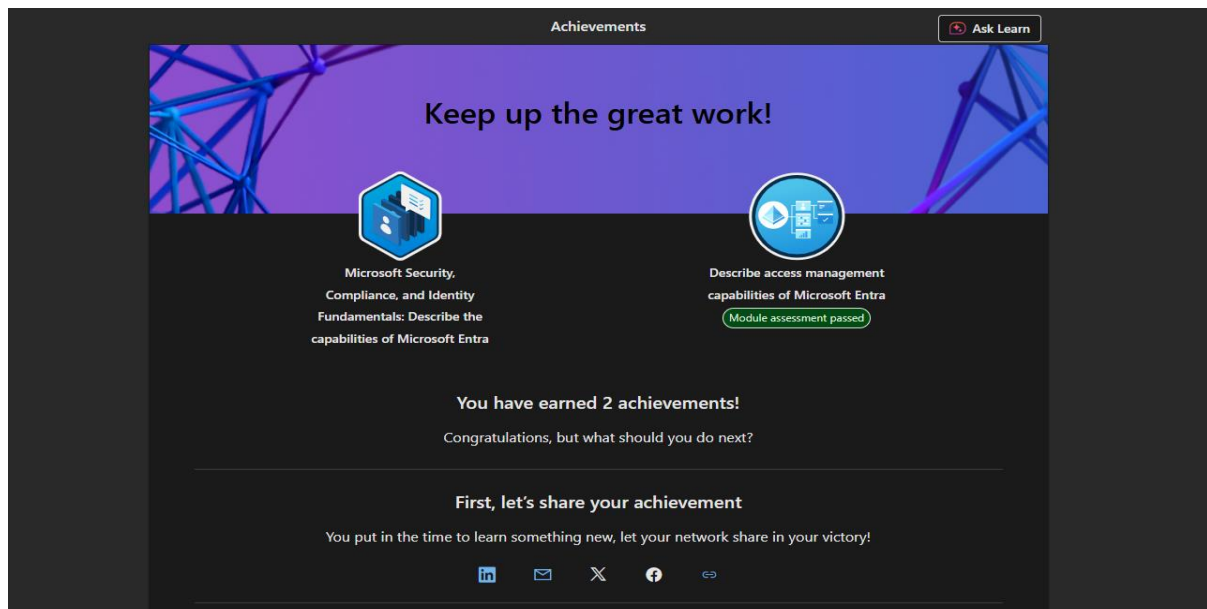 Achievements
Ask Learn
Keep up the great work!
Microsoft Security,
Compliance, and Identity
Fundamentals: Describe the
capabilities of Microsoft Entra
Describe access management
capabilities of Microsoft Entra
Module assessment passed
You have earned 2 achievements!
Congratulations, but what should you do next?
First, let's share your achievement
You put in the time to learn something new, let your network share in your victory!